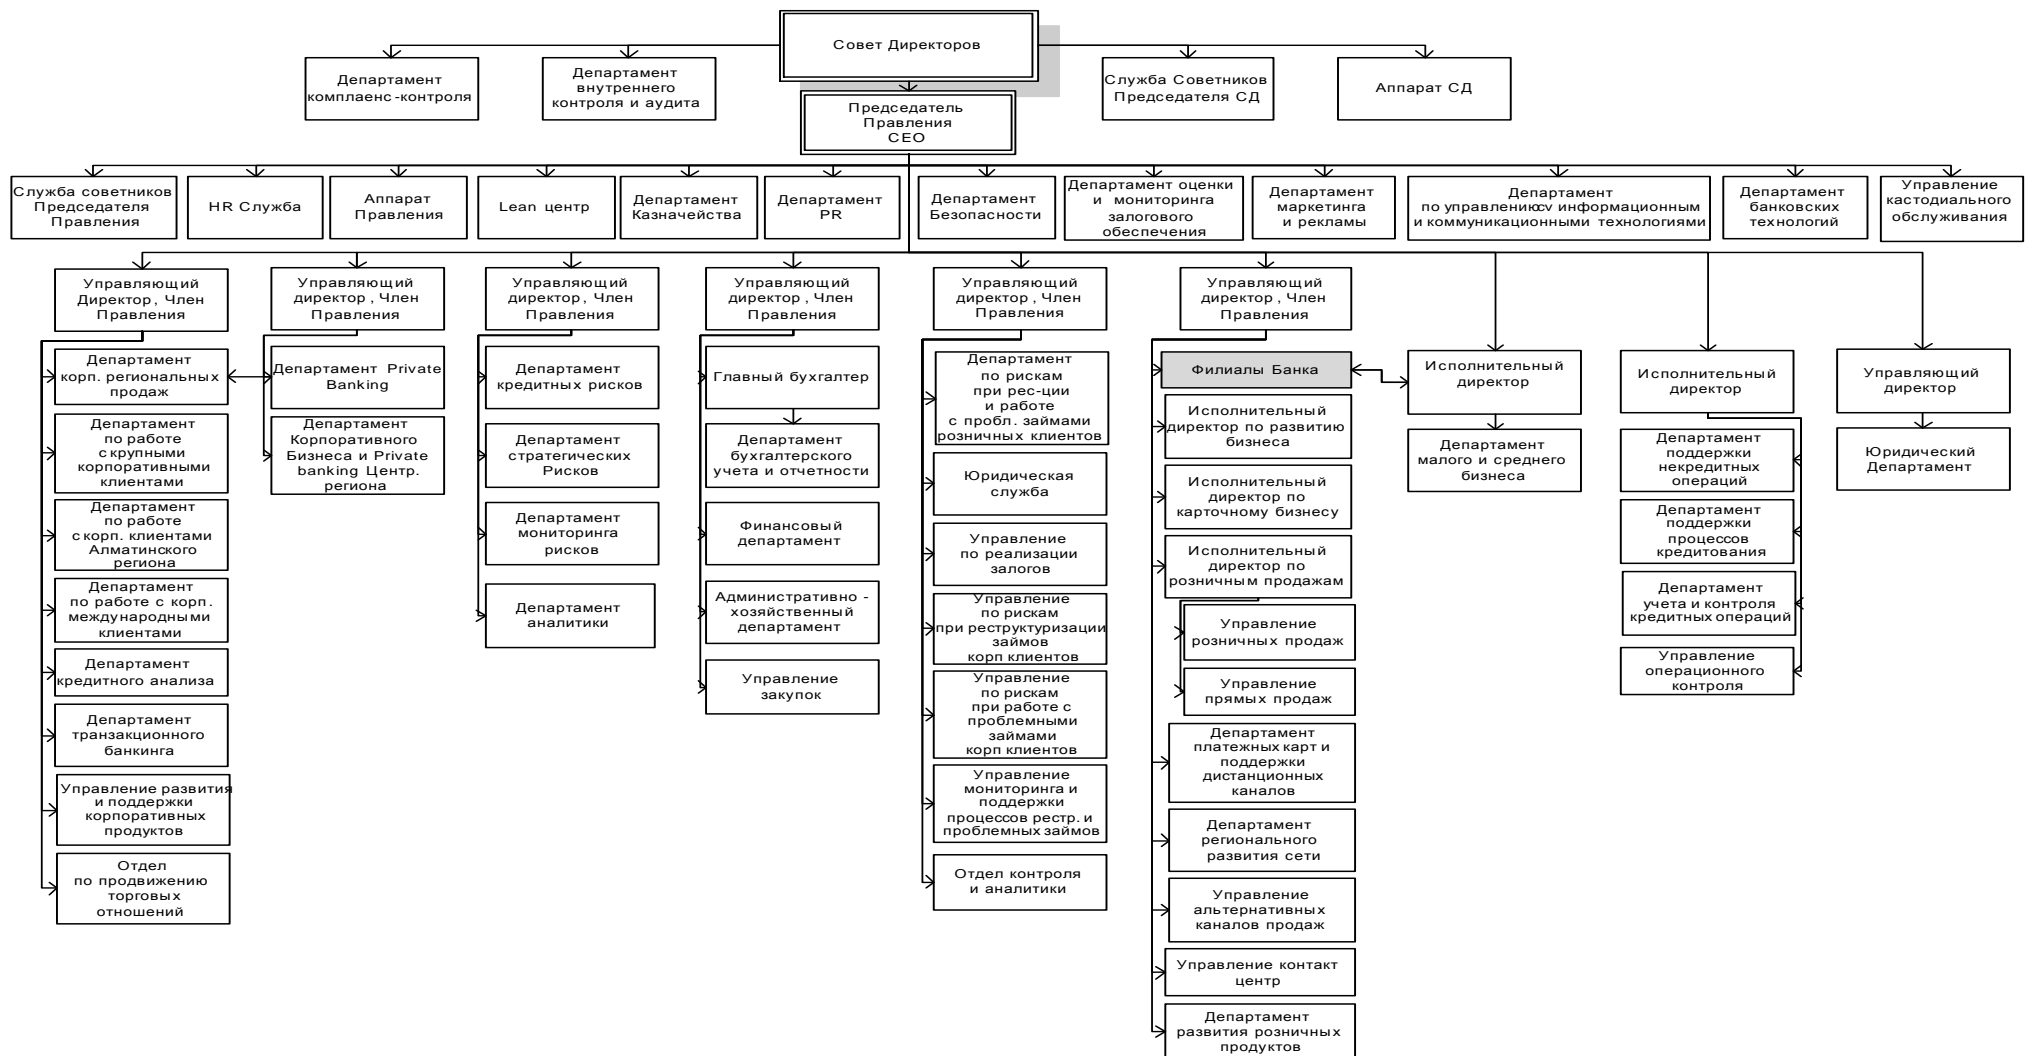 Совет Директоров
Департамент
комплаенс-контроля
Департамент
внутреннего
контроля и аудита
Служба Советников
Председателя СД
Аппарат СД
Председатель
Правления
CEO
Служба советников
Председателя
Правления
HR Служба
Аппарат
Правления
Lean центр
Департамент
Казначейства
Департамент
PR
Департамент
Безопасности
Департамент оценки
и мониторинга
залогового
обеспечения
Департамент
маркетинга
и рекламы
Департамент
по управлениюсv информационным
и коммуникационными технологиями
Департамент
банковских
технологий
Управление
кастодиального
обслуживания
Управляющий
Директор, Член
Правления
Департамент
корп. региональных
продаж
Департамент
по работе
с крупными
корпоративными
клиентами
Департамент
по работе
с корп. клиентами
Алматинского
региона
Департамент
по работе с корп.
международными
клиентами
Департамент
кредитного анализа
Департамент
транзакционного
банкинга
Управление развития
и поддержки
корпоративных
продуктов
Отдел
по продвижению
торговых
отношений
Управляющий
директор, Член
Правления
Департамент Private
Banking
Департамент
Корпоративного
Бизнеса и Private
banking Центр.
региона
Управляющий
директор, Член
Правления
Департамент
кредитных рисков
Департамент
стратегических
Рисков
Департамент
мониторинга
рисков
Департамент
аналитики
Управляющий
директор, Член
Правления
Главный бухгалтер
Департамент
бухгалтерского
учета и отчетности
Финансовый
департамент
Административно -
хозяйственный
департамент
Управление
закупок
Управляющий
директор, Член
Правления
Департамент
по рискам
при рес-ции
и работе
с пробл. займами
розничных клиентов
Юридическая
служба
Управление
по реализации
залогов
Управление
по рискам
при реструктуризации
займов
корп клиентов
Управление
по рискам
при работе с
проблемными
займами
корп клиентов
Управление
мониторинга и
поддержки
процессов рестр. и
проблемных займов
Отдел контроля
и аналитики
Управляющий
директор, Член
Правления
Филиалы Банка
Исполнительный
директор по развитию
бизнеса
Исполнительный
директор по
карточному бизнесу
Исполнительный
директор по
розничным продажам
Управление
розничных продаж
Управление
прямых продаж
Департамент
платежных карт и
поддержки
дистанционных
каналов
Департамент
регионального
развития сети
Управление
альтернативных
каналов продаж
Управление контакт
центр
Департамент
развития розничных
продуктов
Исполнительный
директор
Департамент
малого и среднего
бизнеса
Исполнительный
директор
Департамент
поддержки
некредитных
операций
Департамент
поддержки
процессов
кредитования
Департамент
учета и контроля
кредитных операций
Управление
операционного
контроля
Управляющий
директор
Юридический
Департамент